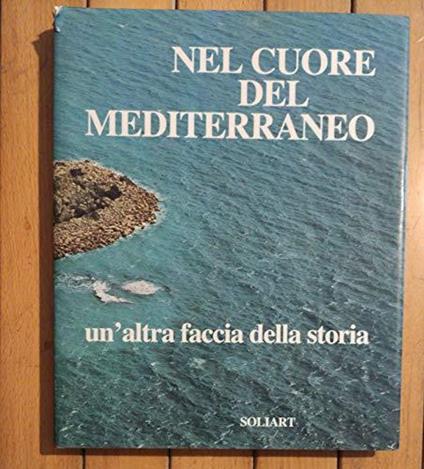 NEL CUORE
DEL
MEDITERRANEO
un'altra faccia della storia
SOLIART